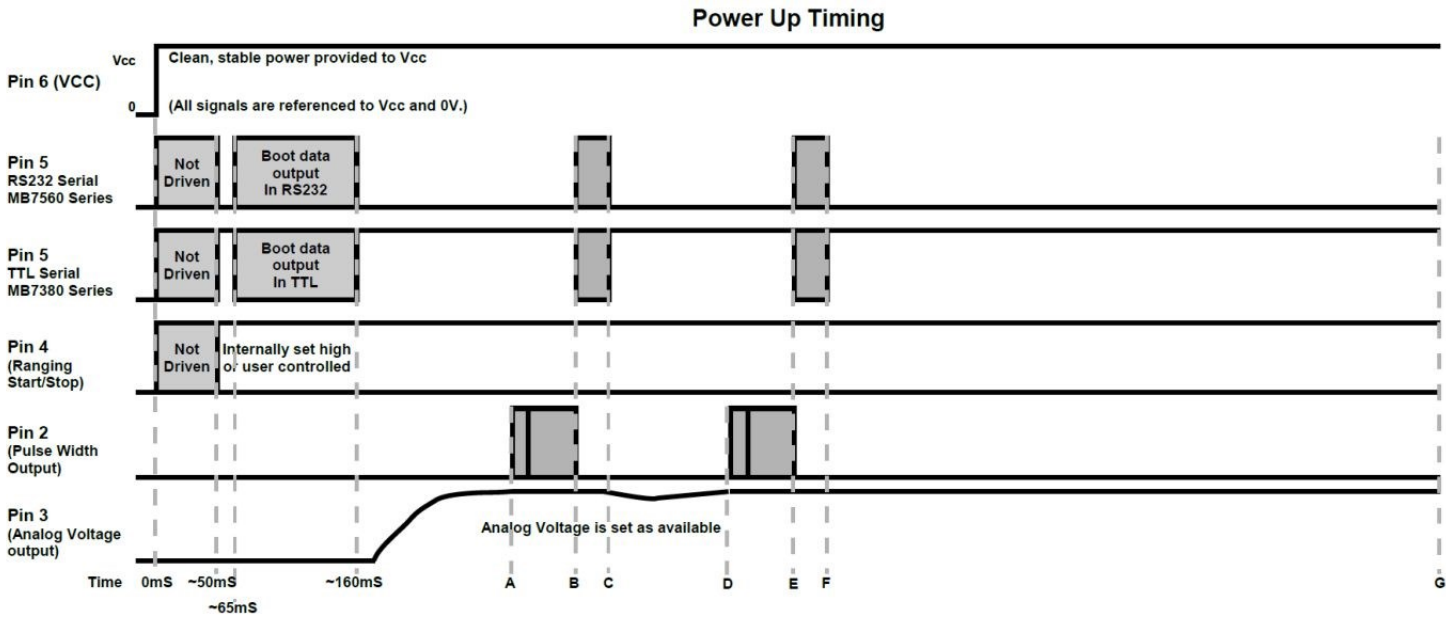 Power Up Timing
Pin 6 (VCC)
Vcc
0
Clean, stable power provided to Vcc
(All signals are referenced to Vcc and 0V.)
Pin 5
RS232 Serial
MB7560 Series
Not
Driven
Boot data
output
In RS232
Pin 5
TTL Serial
MB7380 Series
Not
Driven
Boot data
output
In TTL
Pin 4
(Ranging
Start/Stop)
Not
Driven
Internally set high
or user controlled
Pin 2
(Pulse Width
Output)
Pin 3
(Analog Voltage
output)
Analog Voltage is set as available
Time 0mS ~50mS ~160mS A B C D E F G
~65mS